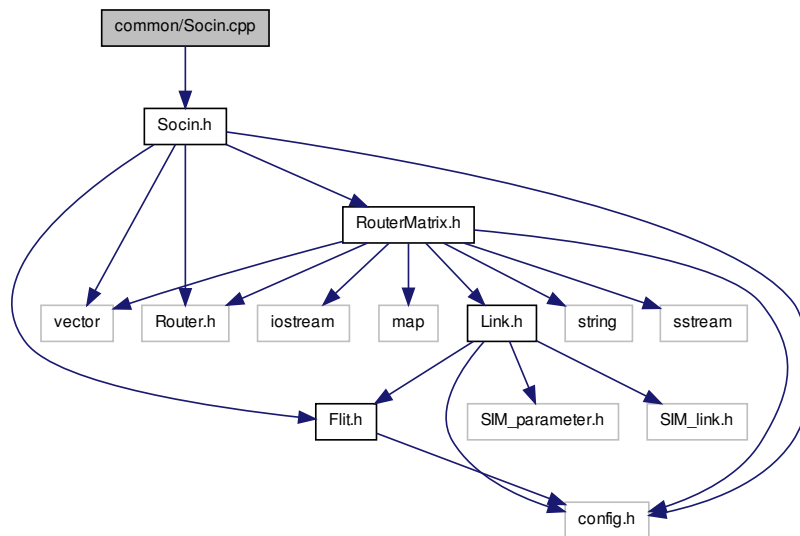 common/Socin.cpp
Socin.h
RouterMatrix.h
vector
Router.h
iostream
map
Link.h
string
sstream
Flit.h
SIM_parameter.h
SIM_link.h
config.h